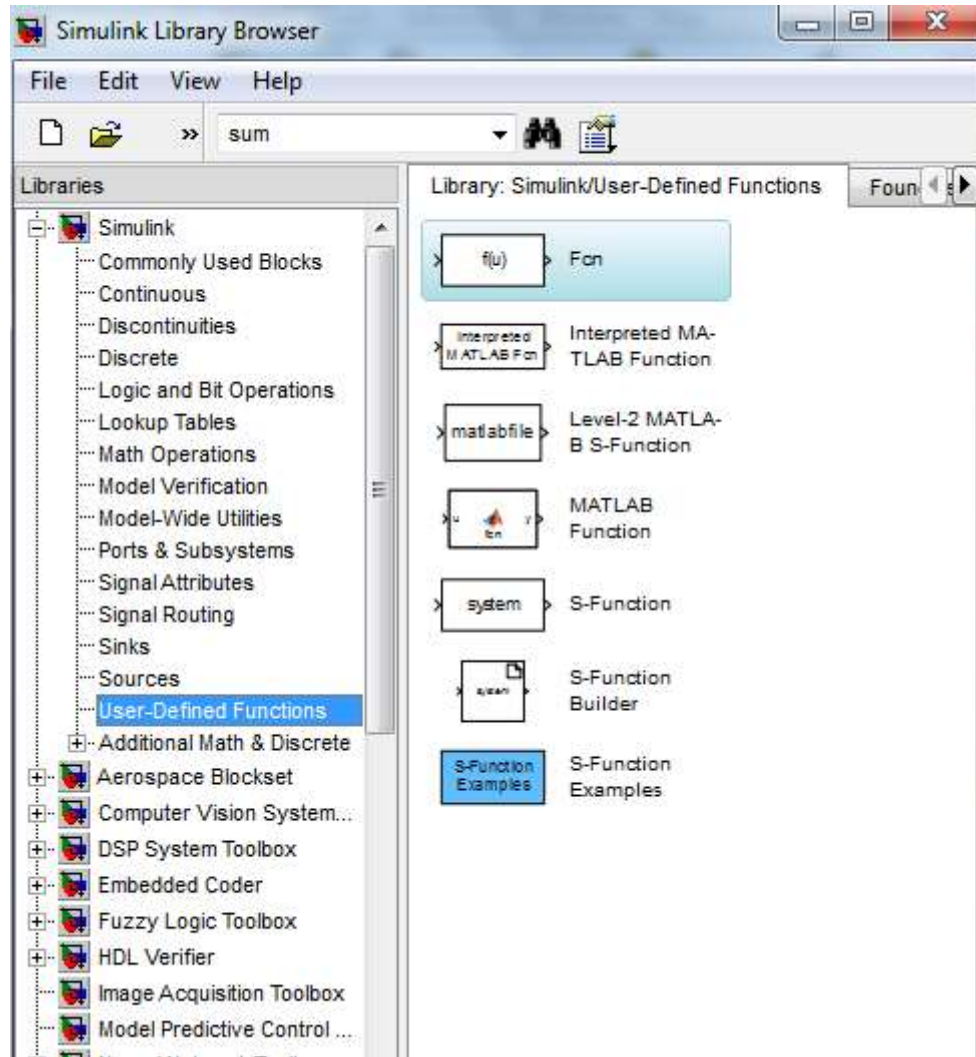 Simulink Library Browser
File Edit View Help
» sum
Libraries
Simulink
Commonly Used Blocks
Continuous
Discontinuities
Discrete
Logic and Bit Operations
Lookup Tables
Math Operations
Model Verification
Model-Wide Utilities
Ports & Subsystems
Signal Attributes
Signal Routing
Sinks
Sources
User-Defined Functions
Additional Math & Discrete
Aerospace Blockset
Computer Vision System...
DSP System Toolbox
Embedded Coder
Fuzzy Logic Toolbox
HDL Verifier
Image Acquisition Toolbox
Model Predictive Control ...
Library: Simulink/User-Defined Functions
Foun
f(u)
Fcn
Interpreted
MATLAB Fcn
Interpreted MA-
TLAB Function
matlabfile
Level-2 MATLA-
B S-Function
u
y
fcn
MATLAB
Function
system
S-Function
system
S-Function
Builder
S-Function
Examples
S-Function
Examples